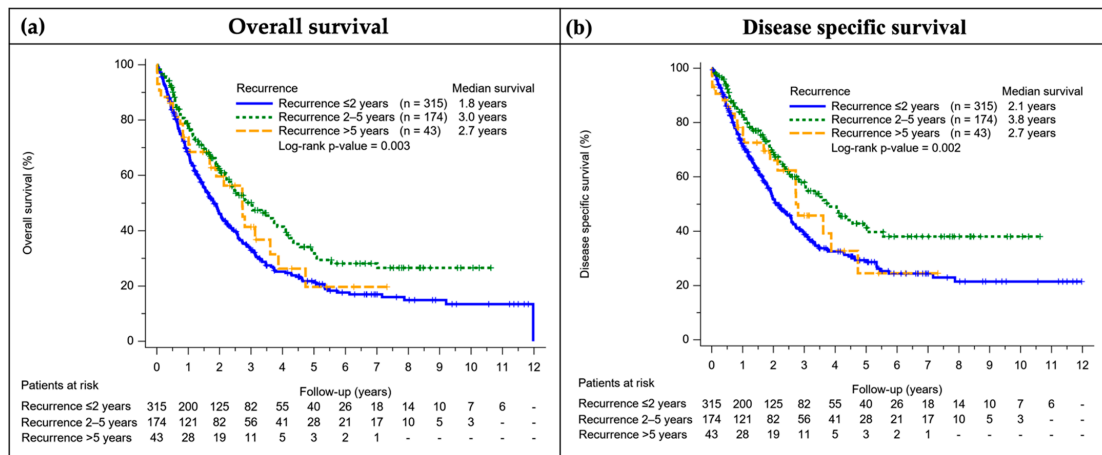 (a) Overall survival
100
80
60
40
20
0
Overall survival (%)
Recurrence Median survival
Recurrence ≤2 years (n = 315) 1.8 years
Recurrence 2–5 years (n = 174) 3.0 years
Recurrence >5 years (n = 43) 2.7 years
Log-rank p-value = 0.003
0 1 2 3 4 5 6 7 8 9 10 11 12
Follow-up (years)
Patients at risk
Recurrence ≤2 years 315 200 125 82 55 40 26 18 14 10 7 6 -
Recurrence 2–5 years 174 121 82 56 41 28 21 17 10 5 3 -
Recurrence >5 years 43 28 19 11 5 3 2 1 - - - - -
(b) Disease specific survival
100
80
60
40
20
0
Disease specific survival (%)
Recurrence Median survival
Recurrence ≤2 years (n = 315) 2.1 years
Recurrence 2–5 years (n = 174) 3.8 years
Recurrence >5 years (n = 43) 2.7 years
Log-rank p-value = 0.002
0 1 2 3 4 5 6 7 8 9 10 11 12
Follow-up (years)
Patients at risk
Recurrence ≤2 years 315 200 125 82 55 40 26 18 14 10 7 6 -
Recurrence 2–5 years 174 121 82 56 41 28 21 17 10 5 3 -
Recurrence >5 years 43 28 19 11 5 3 2 1 - - - - -